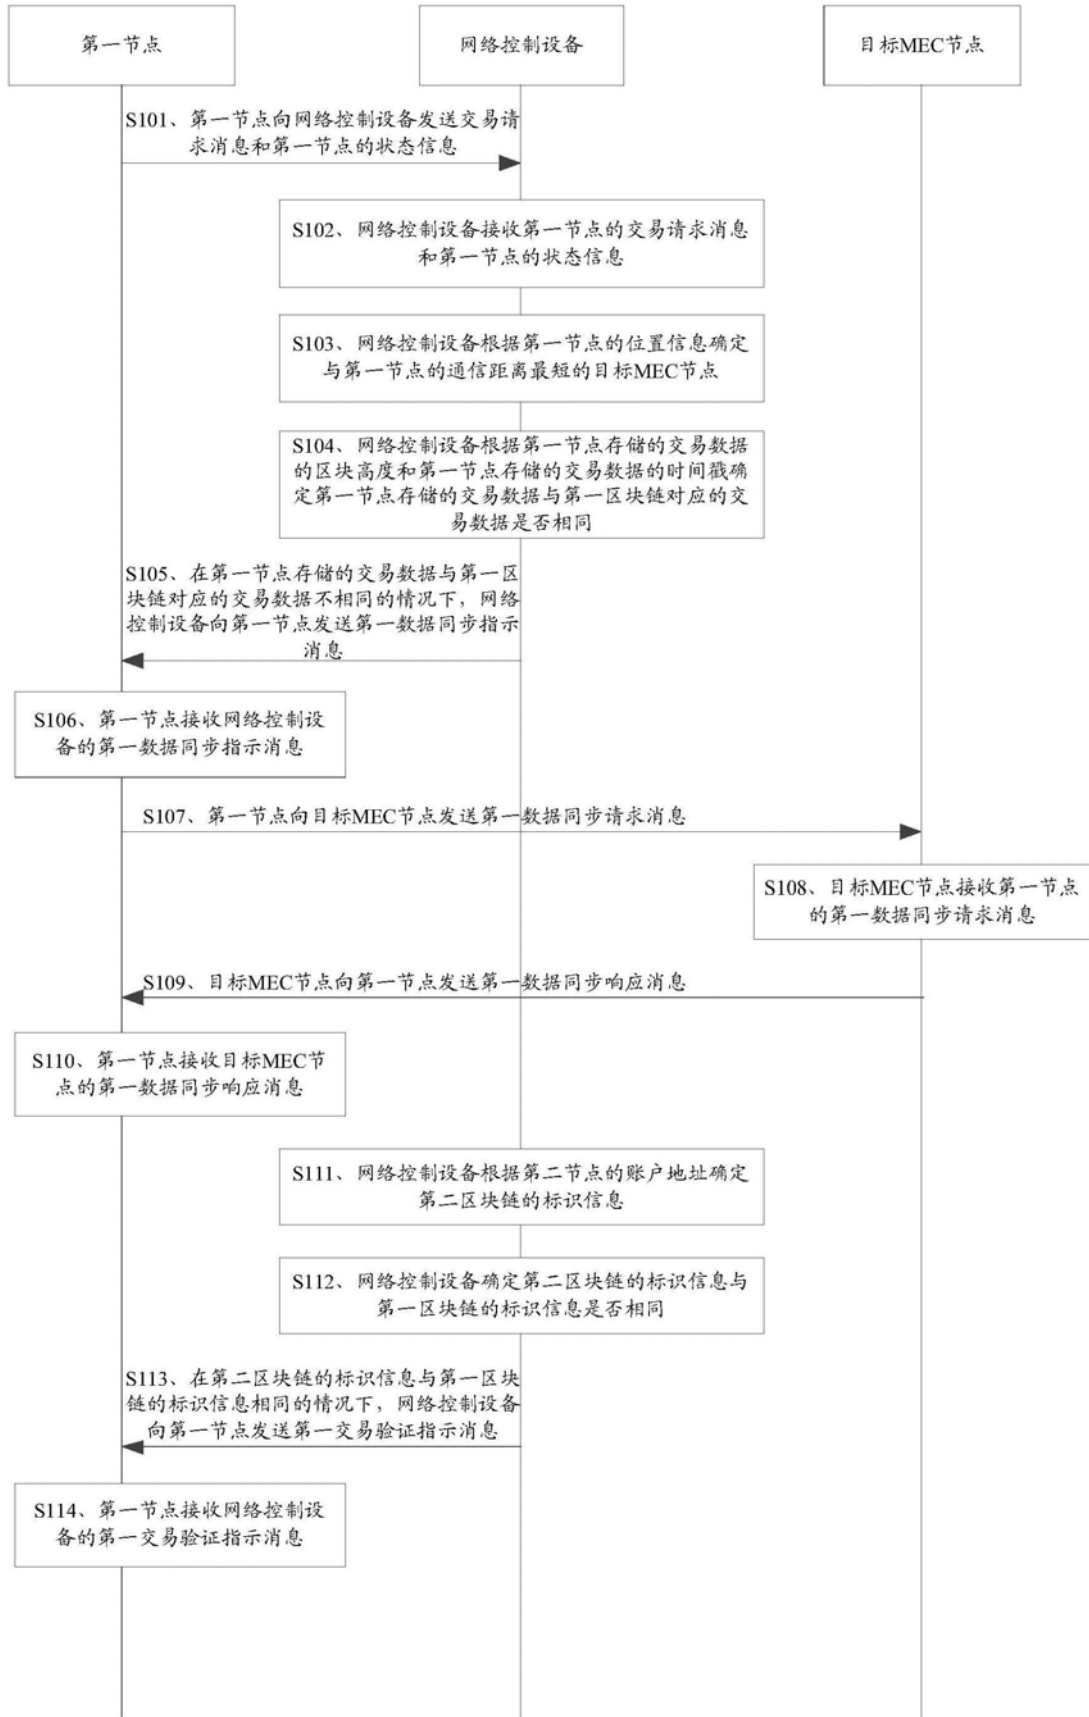 第一节点
网络控制设备
目标MEC节点
S101、第一节点向网络控制设备发送交易请
求消息和第一节点的状态信息
S102、网络控制设备接收第一节点的交易请求消息
和第一节点的状态信息
S103、网络控制设备根据第一节点的位置信息确定
与第一节点的通信距离最短的目标MEC节点
S104、网络控制设备根据第一节点存储的交易数据
的区块高度和第一节点存储的交易数据的时间戳确
定第一节点存储的交易数据与第一区块链对应的交
易数据是否相同
S105、在第一节点存储的交易数据与第一区
块链对应的交易数据不相同的情况下，网络
控制设备向第一节点发送第一数据同步指示
消息
S106、第一节点接收网络控制设
备的第一数据同步指示消息
S107、第一节点向目标MEC节点发送第一数据同步请求消息
S108、目标MEC节点接收第一节点
的第一数据同步请求消息
S109、目标MEC节点向第一节点发送第一数据同步响应消息
S110、第一节点接收目标MEC节
点的第一数据同步响应消息
S111、网络控制设备根据第二节点的账户地址确定
第二区块链的标识信息
S112、网络控制设备确定第二区块链的标识信息与
第一区块链的标识信息是否相同
S113、在第二区块链的标识信息与第一区块
链的标识信息相同的情况下，网络控制设备
向第一节点发送第一交易验证指示消息
S114、第一节点接收网络控制设
备的第一交易验证指示消息